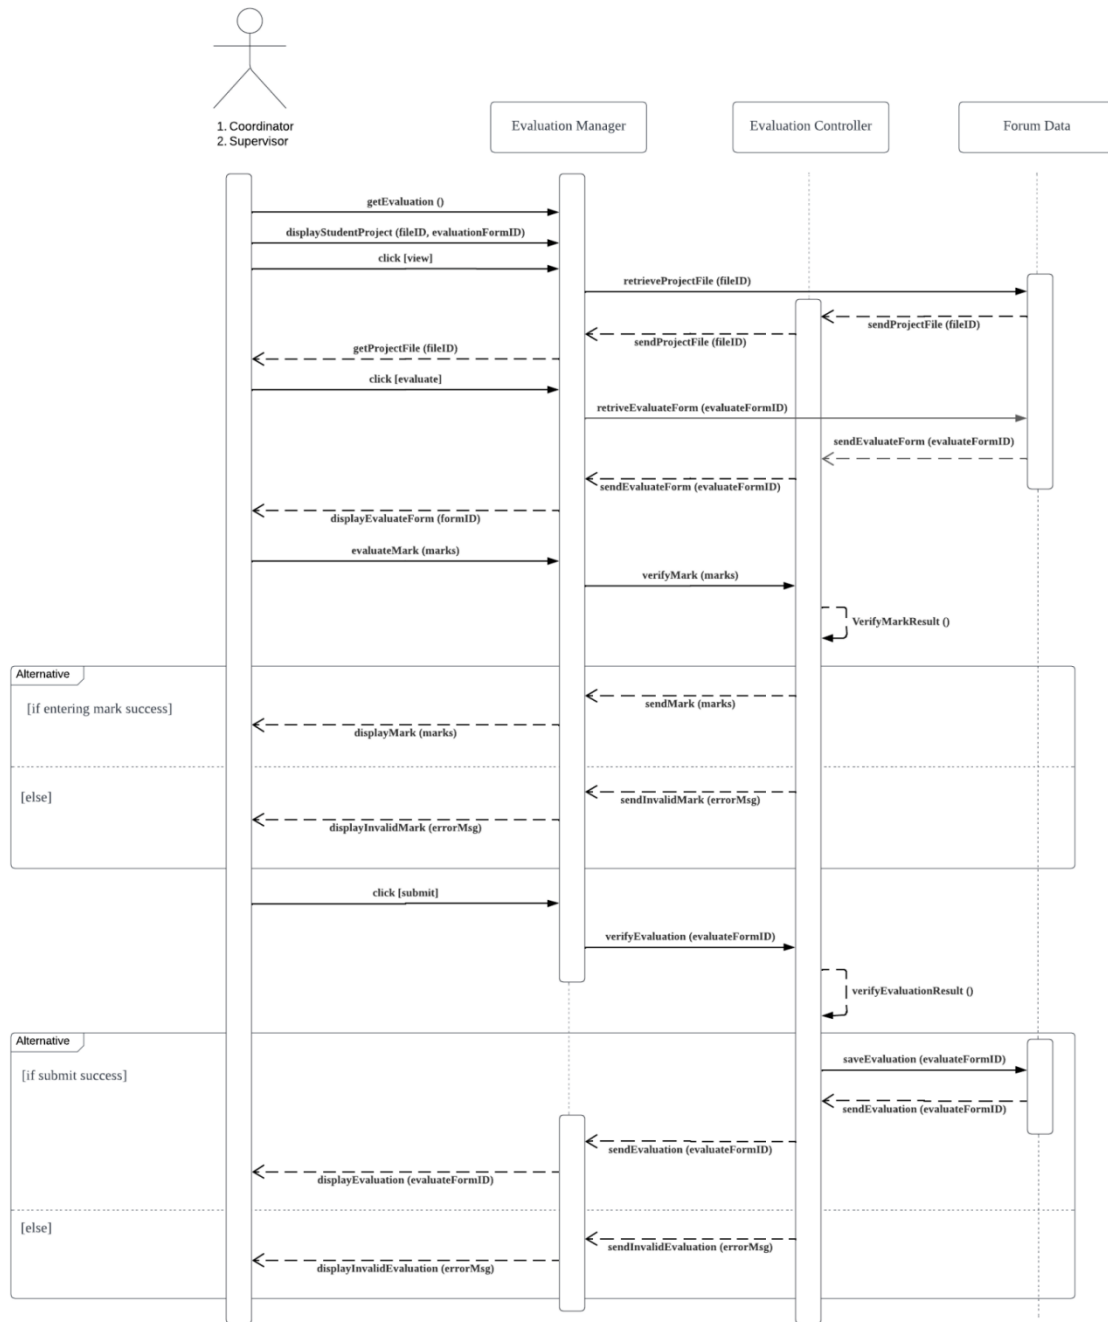 1. Coordinator
2. Supervisor
Evaluation Manager
Evaluation Controller
Forum Data
getEvaluation ()
displayStudentProject (fileID, evaluationFormID)
click [view]
retrieveProjectFile (fileID)
sendProjectFile (fileID)
sendProjectFile (fileID)
getProjectFile (fileID)
click [evaluate]
retriveEvaluateForm (evaluateFormID)
sendEvaluateForm (evaluateFormID)
sendEvaluateForm (evaluateFormID)
displayEvaluateForm (formID)
evaluateMark (marks)
verifyMark (marks)
VerifyMarkResult ()
Alternative
[if entering mark success]
sendMark (marks)
displayMark (marks)
[else]
sendInvalidMark (errorMsg)
displayInvalidMark (errorMsg)
click [submit]
verifyEvaluation (evaluateFormID)
verifyEvaluationResult ()
Alternative
[if submit success]
saveEvaluation (evaluateFormID)
sendEvaluation (evaluateFormID)
sendEvaluation (evaluateFormID)
displayEvaluation (evaluateFormID)
[else]
sendInvalidEvaluation (errorMsg)
displayInvalidEvaluation (errorMsg)